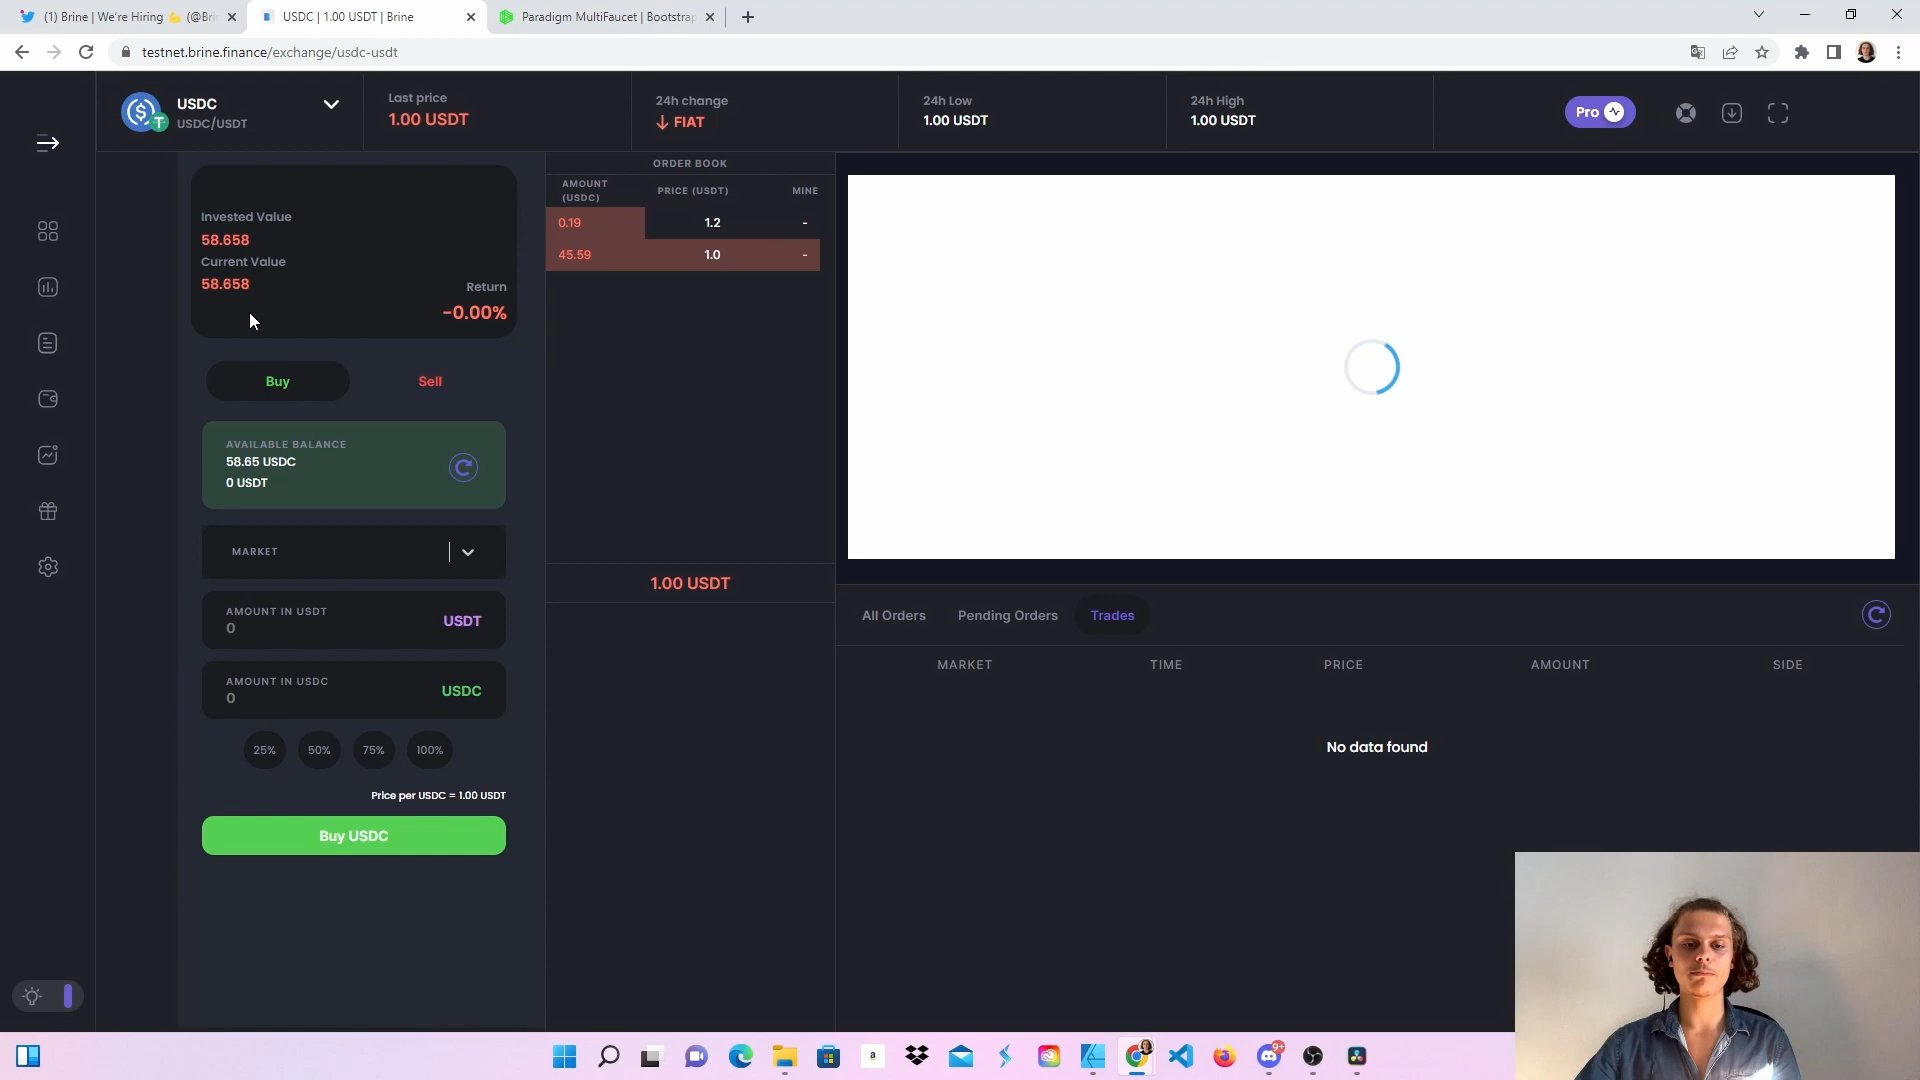 (1) Brine | We're Hiring 💪 (@Bri
USDC | 1.00 USDT | Brine
Paradigm MultiFaucet | Bootstrap
testnet.brine.finance/exchange/usdc-usdt
USDC
USDC/USDT
Last price
1.00 USDT
24h change
↓ FIAT
24h Low
1.00 USDT
24h High
1.00 USDT
Pro
Invested Value
58.658
Current Value
58.658
Return
-0.00%
Buy
Sell
AVAILABLE BALANCE
58.65 USDC
0 USDT
MARKET
AMOUNT IN USDT
0
USDT
AMOUNT IN USDC
0
USDC
25%
50%
75%
100%
Price per USDC = 1.00 USDT
Buy USDC
ORDER BOOK
AMOUNT
(USDC)
PRICE (USDT)
MINE
0.19
1.2
-
45.59
1.0
-
1.00 USDT
All Orders
Pending Orders
Trades
MARKET
TIME
PRICE
AMOUNT
SIDE
No data found
a
9+